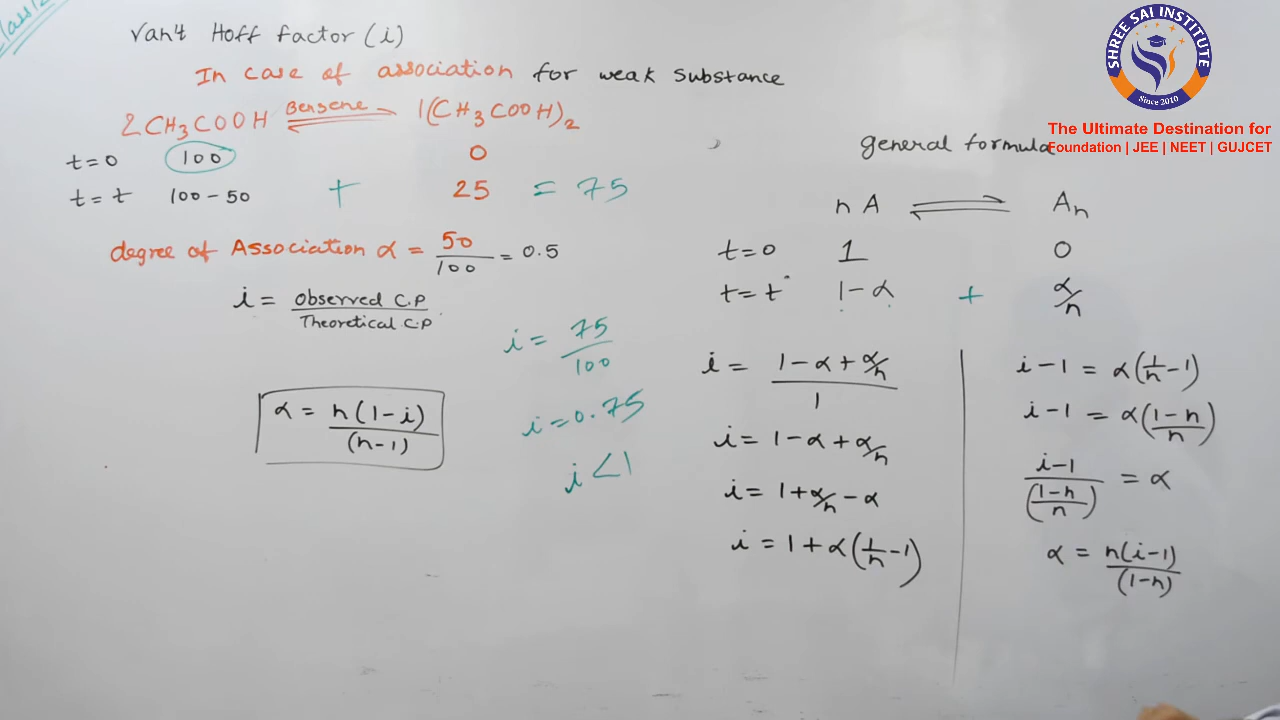 Class 12
Van't Hoff factor (i)
In case of association for weak substance
2CH₃COOH ⇌ 1(CH₃COOH)₂
Benzene
t=0 100 0
t=t 100-50 + 25 = 75
degree of Association α = 50/100 = 0.5
i = Observed C.P / Theoretical C.P
i = 75/100
i = 0.75
i < 1
α = n(1-i)/(n-1)
general formula
nA ⇌ Aₙ
t=0 1 0
t=t 1-α + α/n
i = (1-α+α/n)/1
i = 1-α+α/n
i = 1+α/n-α
i = 1+α(1/n-1)
i-1 = α(1/n-1)
i-1 = α((1-n)/n)
(i-1)/((1-n)/n) = α
α = n(i-1)/(1-n)
SHREE SAI INSTITUTE
Since 2010
The Ultimate Destination for
Foundation | JEE | NEET | GUJCET